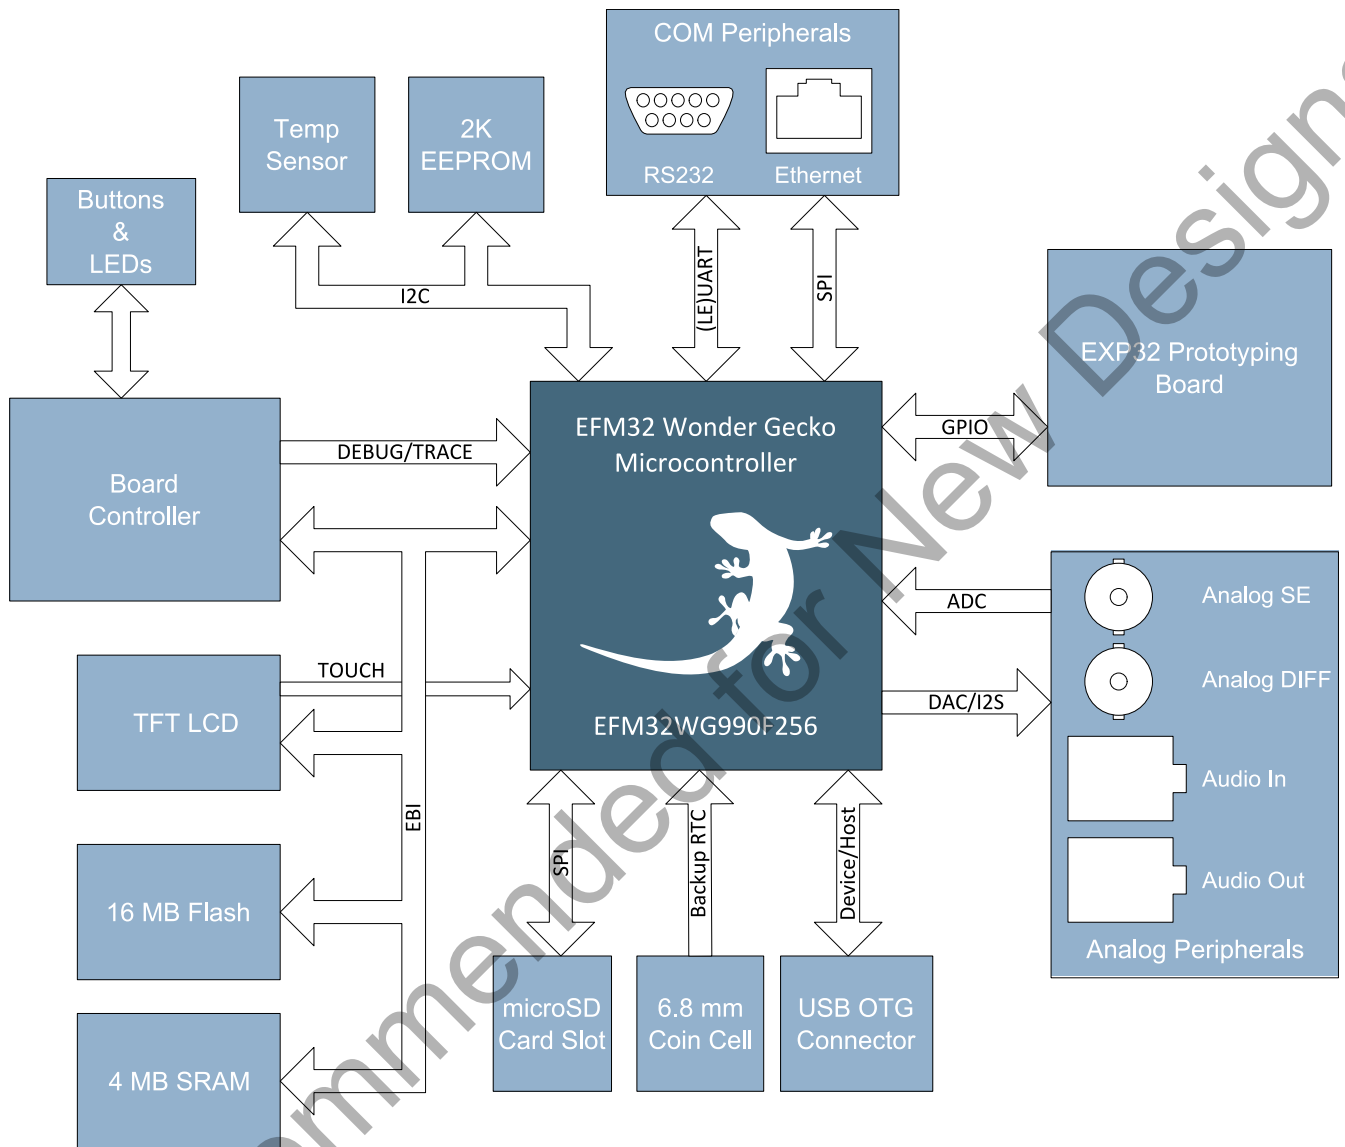 COM Peripherals
RS232
Ethernet
Temp
Sensor
2K
EEPROM
Buttons
&
LEDs
I2C
(LE)UART
SPI
EXP32 Prototyping
Board
GPIO
Board
Controller
DEBUG/TRACE
EFM32 Wonder Gecko
Microcontroller
EFM32WG990F256
ADC
DAC/I2S
Analog SE
Analog DIFF
Audio In
Audio Out
Analog Peripherals
TOUCH
TFT LCD
EBI
16 MB Flash
4 MB SRAM
SPI
Backup RTC
Device/Host
microSD
Card Slot
6.8 mm
Coin Cell
USB OTG
Connector
ommended for New Designs